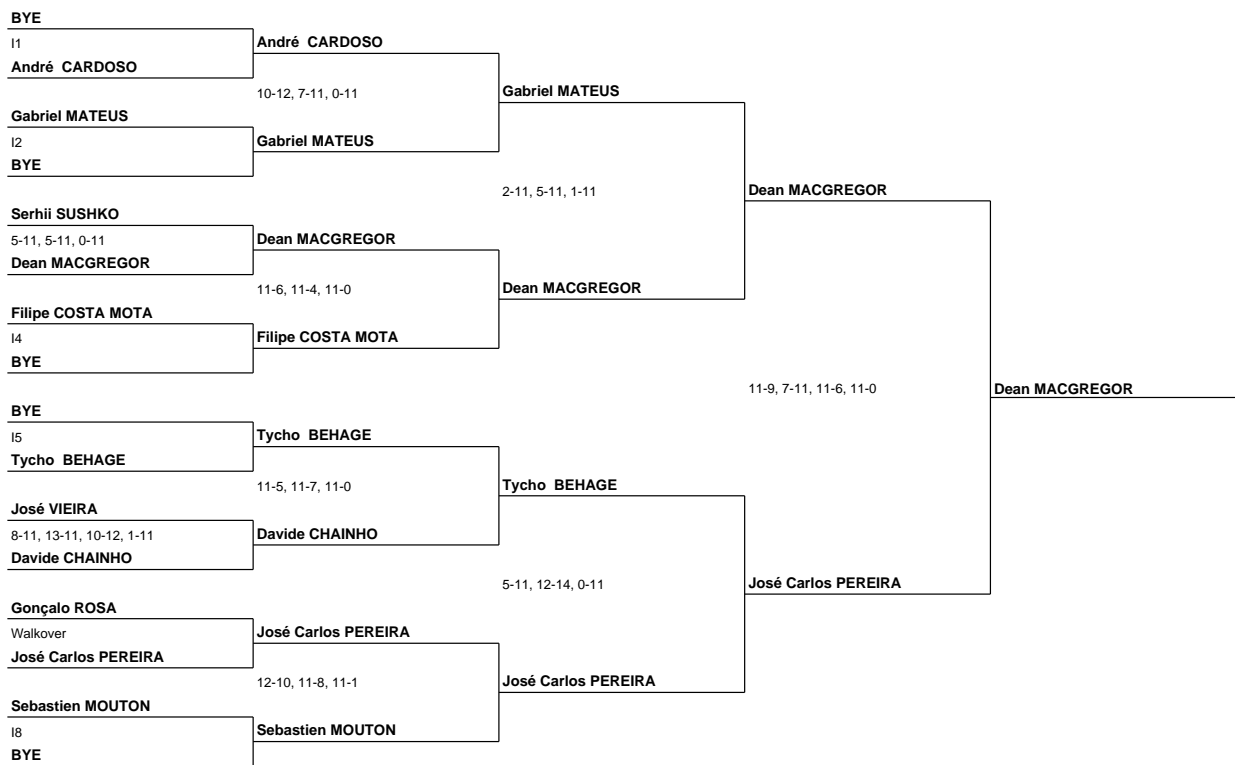 BYE
I1
André CARDOSO
André CARDOSO
10-12, 7-11, 0-11
Gabriel MATEUS
Gabriel MATEUS
I2
BYE
Gabriel MATEUS
2-11, 5-11, 1-11
Dean MACGREGOR
Serhii SUSHKO
5-11, 5-11, 0-11
Dean MACGREGOR
Dean MACGREGOR
11-6, 11-4, 11-0
Dean MACGREGOR
Filipe COSTA MOTA
I4
BYE
Filipe COSTA MOTA
11-9, 7-11, 11-6, 11-0
Dean MACGREGOR
BYE
I5
Tycho BEHAGE
Tycho BEHAGE
11-5, 11-7, 11-0
Tycho BEHAGE
José VIEIRA
8-11, 13-11, 10-12, 1-11
Davide CHAINHO
Davide CHAINHO
5-11, 12-14, 0-11
José Carlos PEREIRA
Gonçalo ROSA
Walkover
José Carlos PEREIRA
José Carlos PEREIRA
12-10, 11-8, 11-1
José Carlos PEREIRA
Sebastien MOUTON
I8
BYE
Sebastien MOUTON